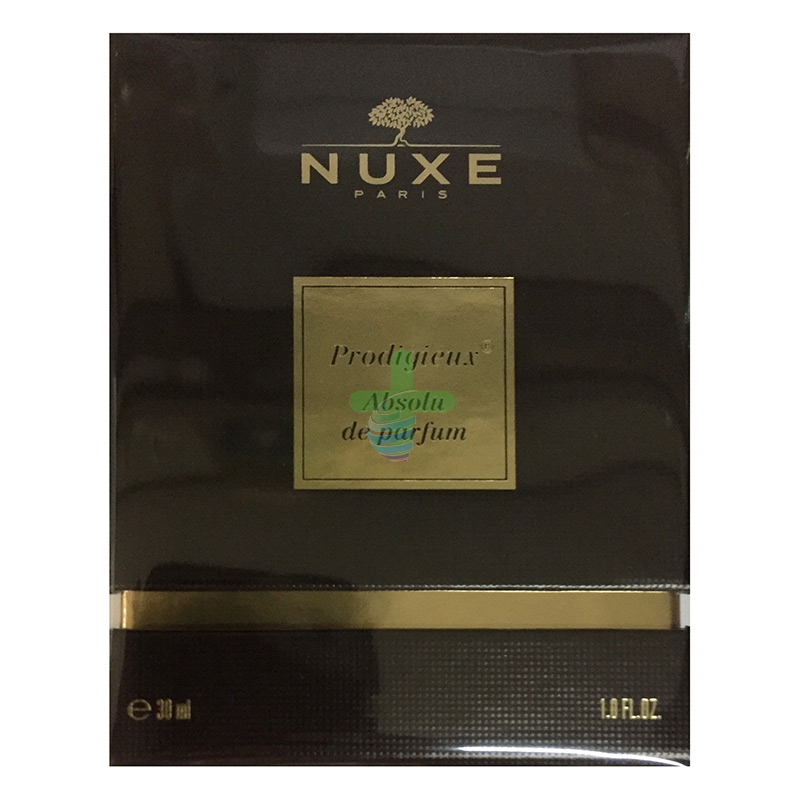 NUXE
PARIS
Prodigieux®
Absolu
de parfum
℮ 30 ml
1.0 FL.OZ.